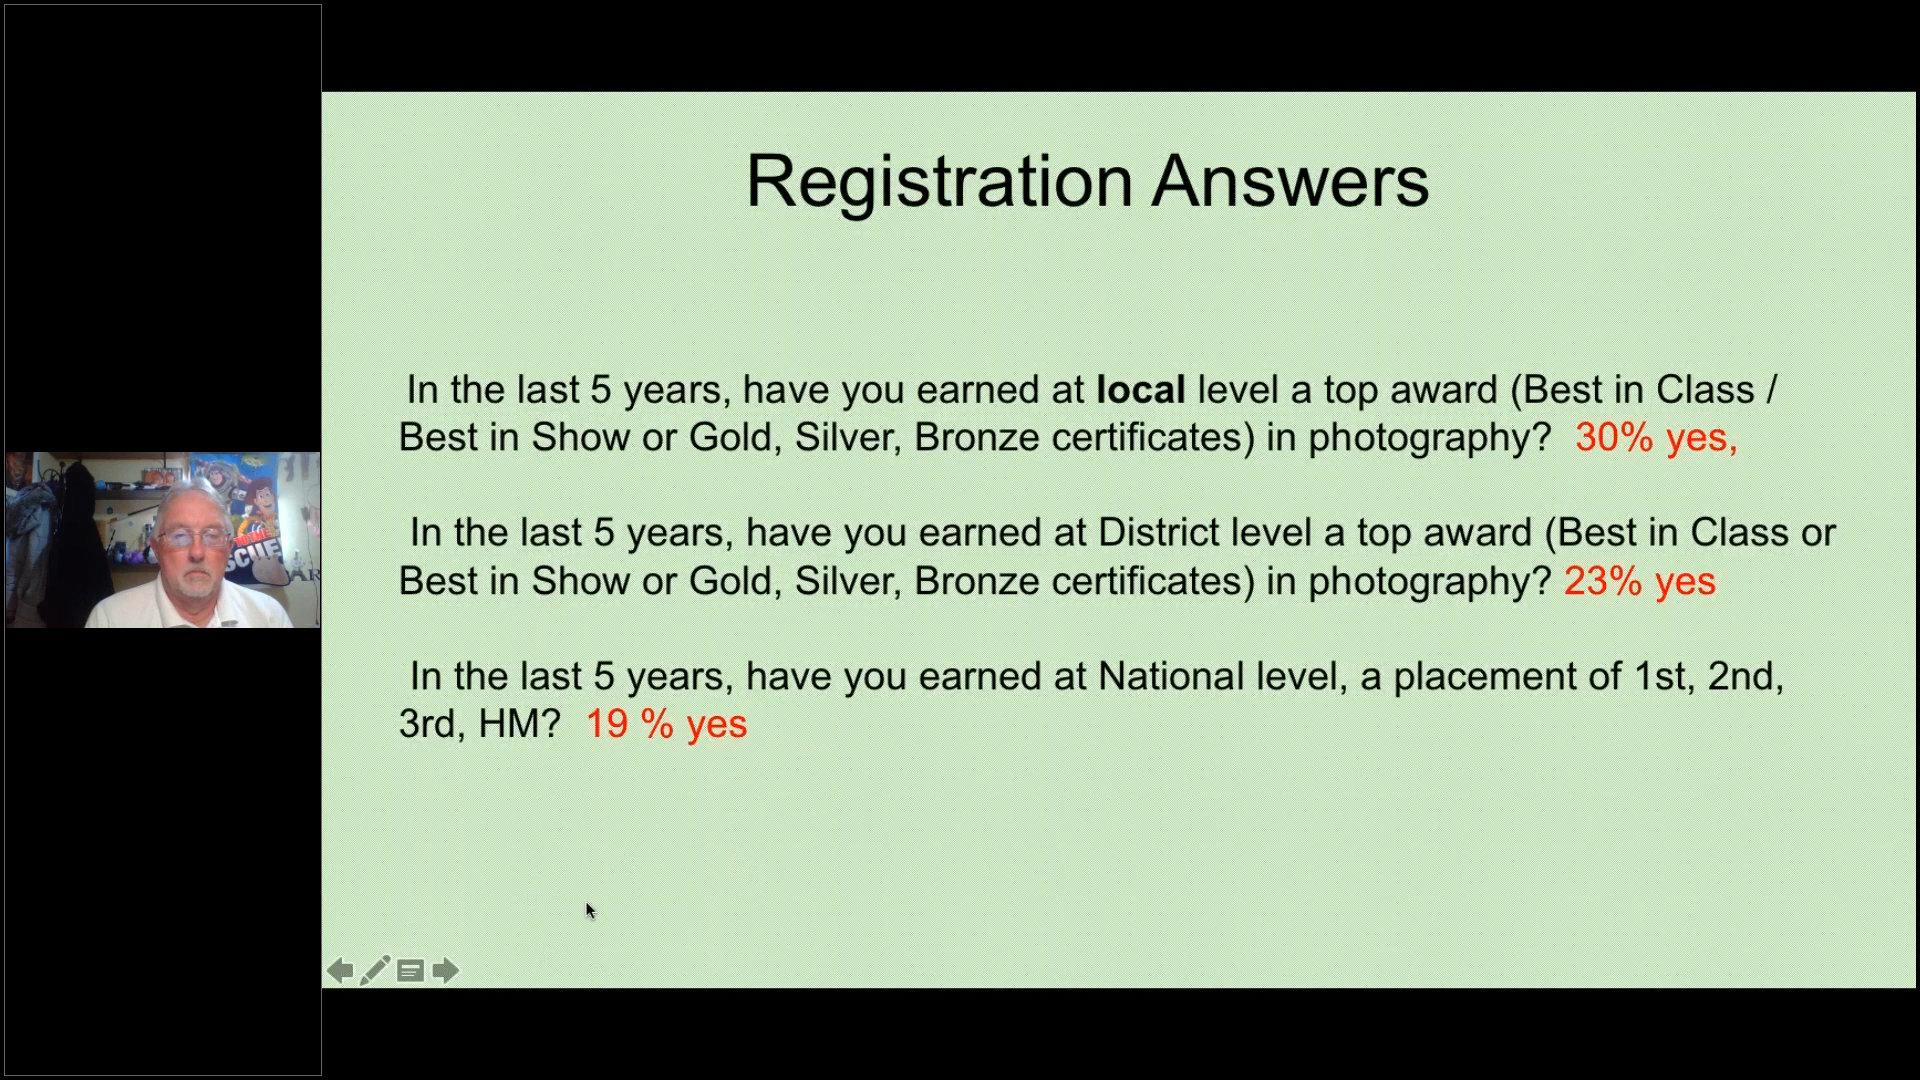 Registration Answers
In the last 5 years, have you earned at local level a top award (Best in Class /
Best in Show or Gold, Silver, Bronze certificates) in photography? 30% yes,
In the last 5 years, have you earned at District level a top award (Best in Class or
Best in Show or Gold, Silver, Bronze certificates) in photography? 23% yes
In the last 5 years, have you earned at National level, a placement of 1st, 2nd,
3rd, HM? 19 % yes